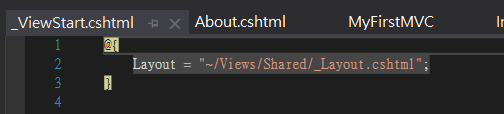 _ViewStart.cshtml About.cshtml MyFirstMVC
1 @{
2 Layout = "~/Views/Shared/_Layout.cshtml";
3 }
4